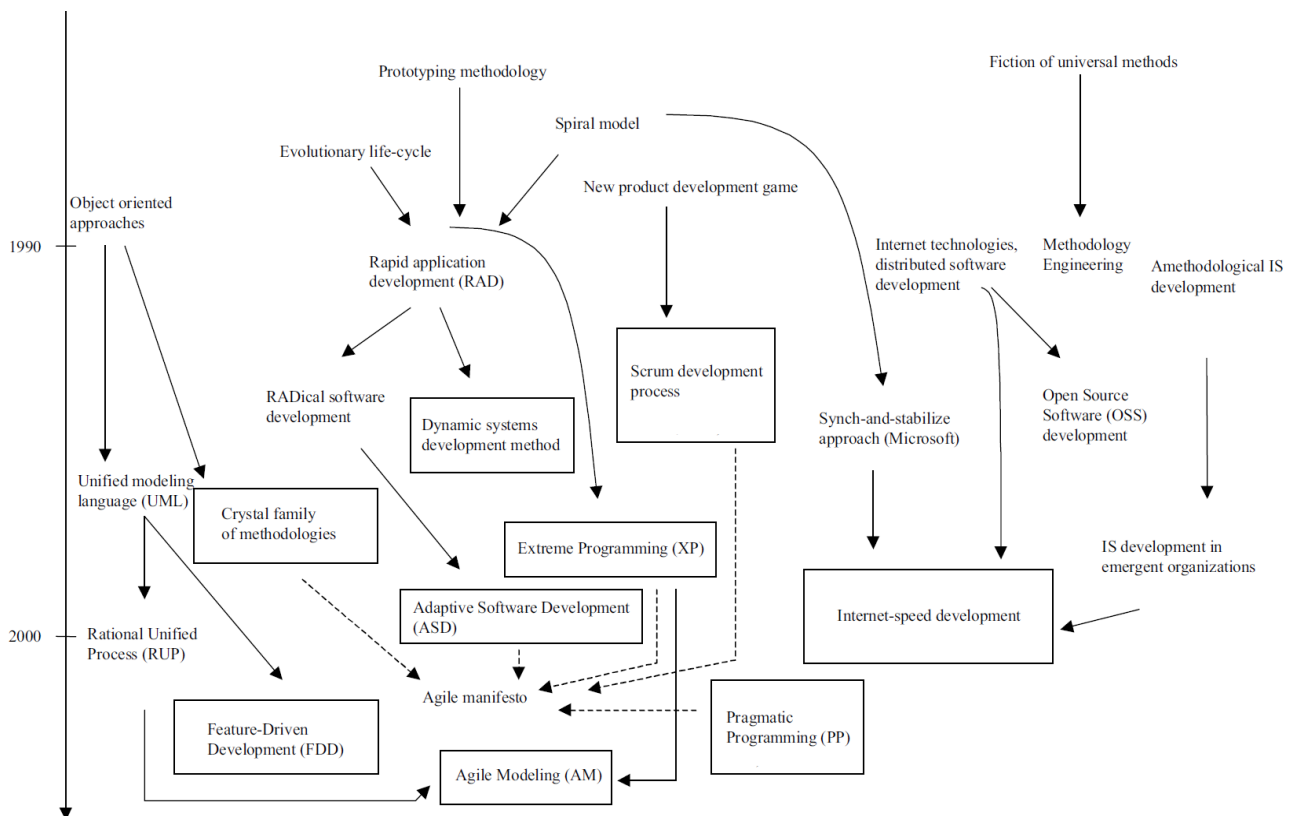 Prototyping methodology
Fiction of universal methods
Spiral model
Evolutionary life-cycle
New product development game
Object oriented
approaches
1990
Rapid application
development (RAD)
Internet technologies,
distributed software
development
Methodology
Engineering
Amethodological IS
development
RADical software
development
Dynamic systems
development method
Scrum development
process
Synch-and-stabilize
approach (Microsoft)
Open Source
Software (OSS)
development
Unified modeling
language (UML)
Crystal family
of methodologies
Extreme Programming (XP)
IS development in
emergent organizations
Adaptive Software Development
(ASD)
Internet-speed development
2000
Rational Unified
Process (RUP)
Agile manifesto
Feature-Driven
Development (FDD)
Pragmatic
Programming (PP)
Agile Modeling (AM)